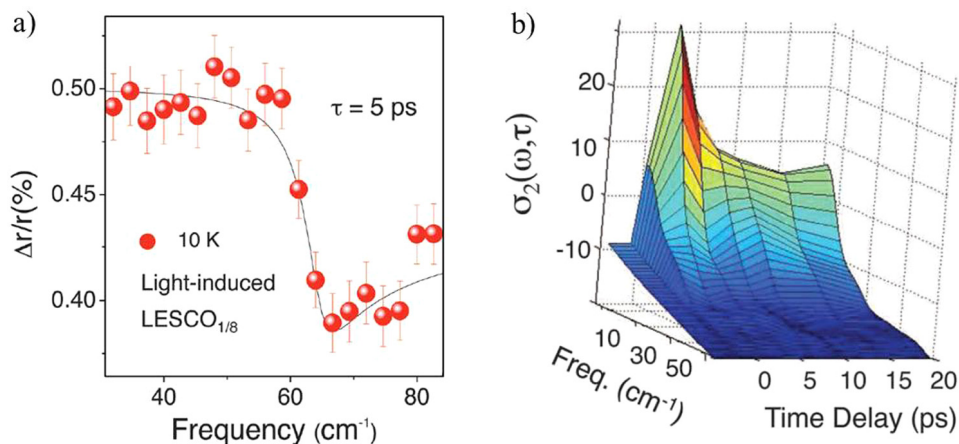 a)
Δr/r(%)
0.50
0.45
0.40
τ = 5 ps
10 K
Light-induced
LESCO1/8
40
60
80
Frequency (cm-1)
b)
σ2(ω,τ)
20
10
0
-10
10
30
50
Freq. (cm-1)
0
5
10
15
20
Time Delay (ps)